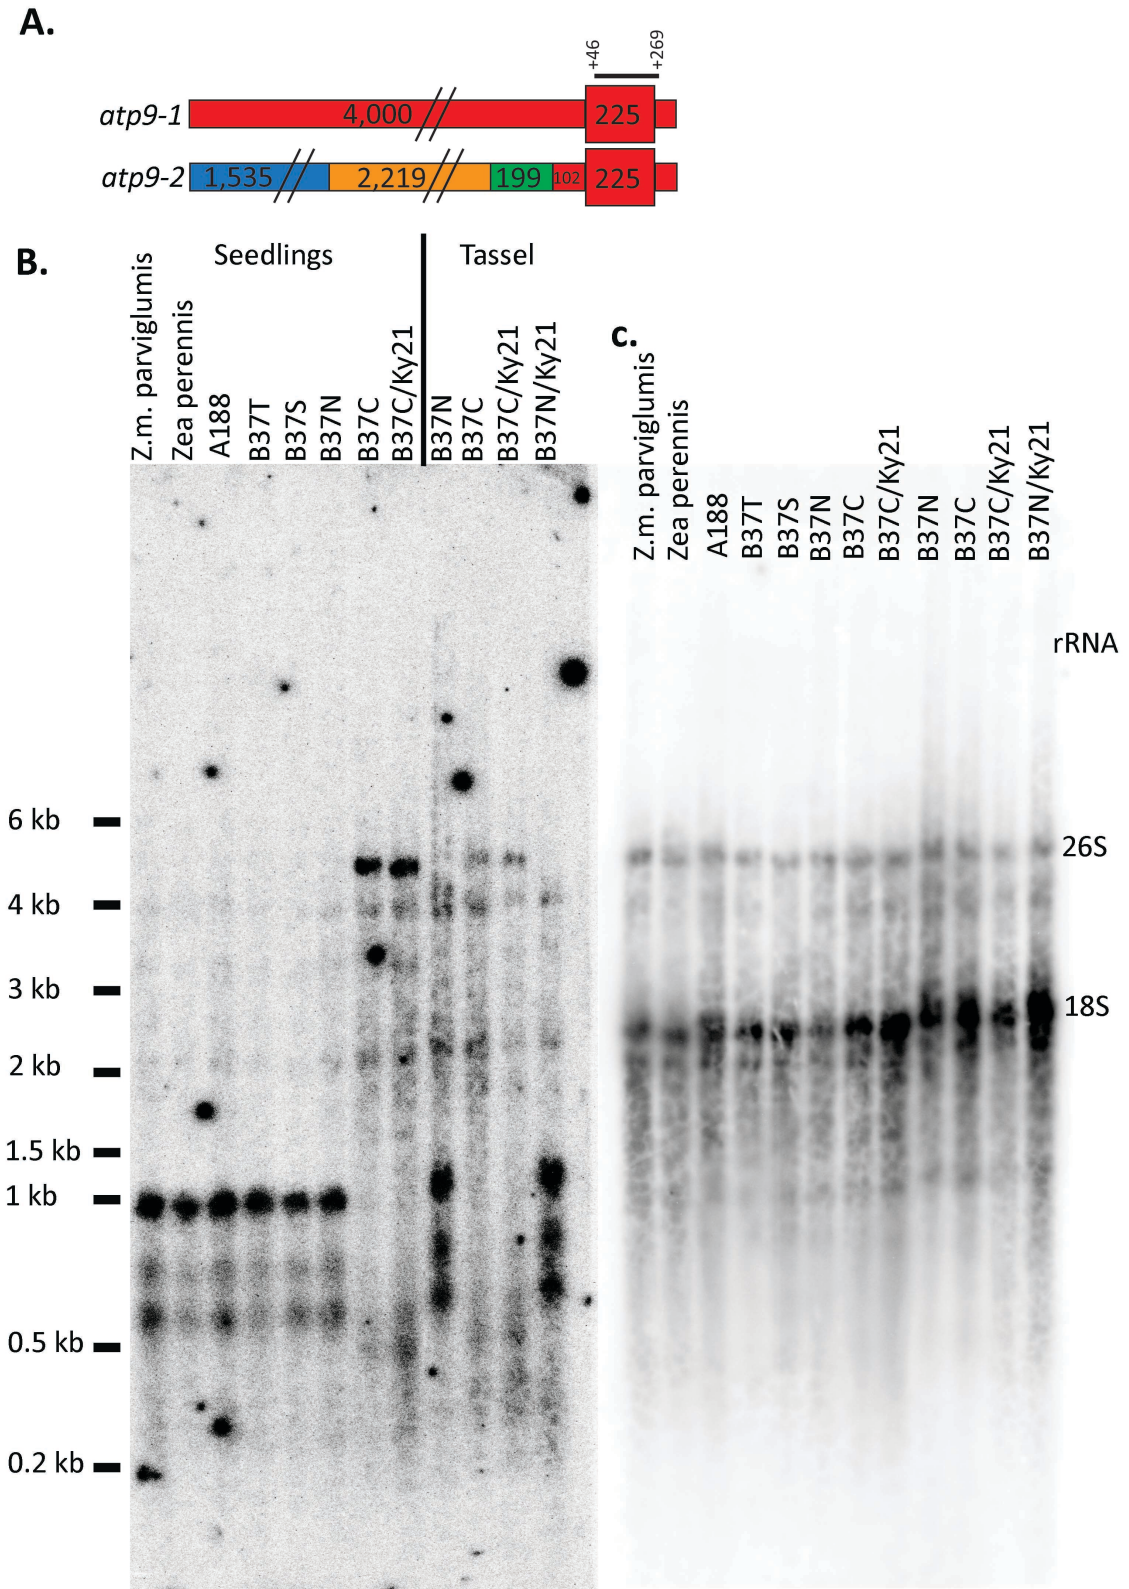 A.
+46
+269
atp9-1
4,000
225
atp9-2
1,535
2,219
199
102
225
B.
Seedlings
Tassel
Z.m. parviglumis
Zea perennis
A188
B37T
B37S
B37N
B37C
B37C/Ky21
B37N
B37C
B37C/Ky21
B37N/Ky21
6 kb
4 kb
3 kb
2 kb
1.5 kb
1 kb
0.5 kb
0.2 kb
c.
Z.m. parviglumis
Zea perennis
A188
B37T
B37S
B37N
B37C
B37C/Ky21
B37N
B37C
B37C/Ky21
B37N/Ky21
rRNA
26S
18S